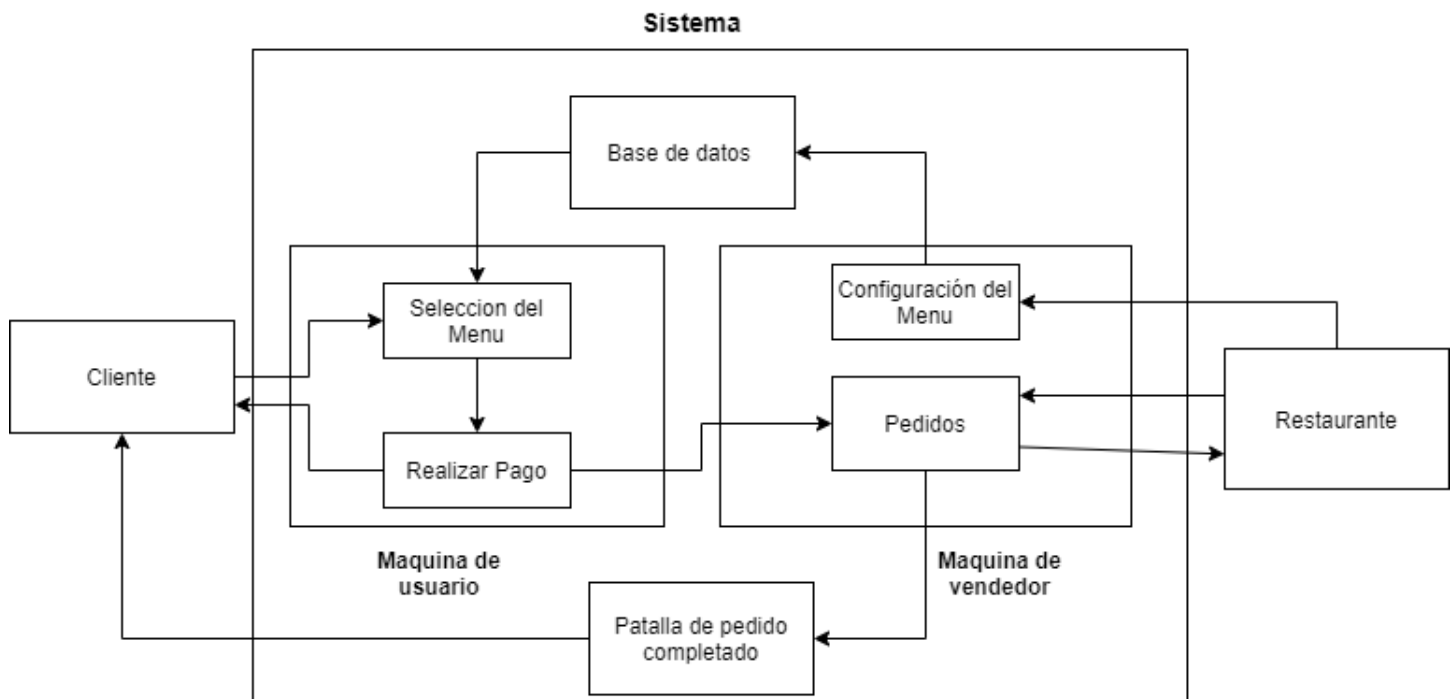 Sistema
Base de datos
Seleccion del
Menu
Configuración del
Menu
Cliente
Realizar Pago
Pedidos
Restaurante
Maquina de
usuario
Maquina de
vendedor
Patalla de pedido
completado